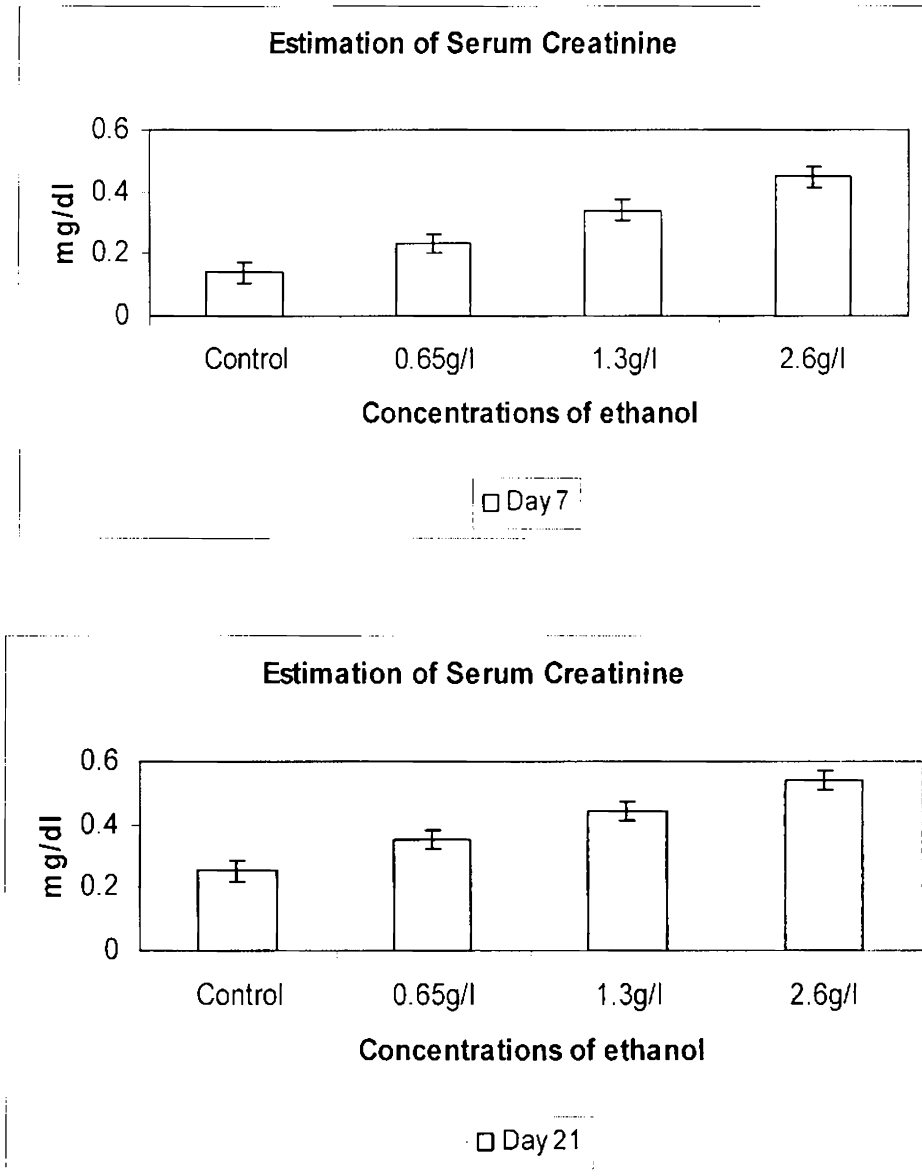 Estimation of Serum Creatinine
0.6
0.4
0.2
0
mg/dl
Control 0.65g/l 1.3g/l 2.6g/l
Concentrations of ethanol
Day 7
Estimation of Serum Creatinine
0.6
0.4
0.2
0
mg/dl
Control 0.65g/l 1.3g/l 2.6g/l
Concentrations of ethanol
Day 21